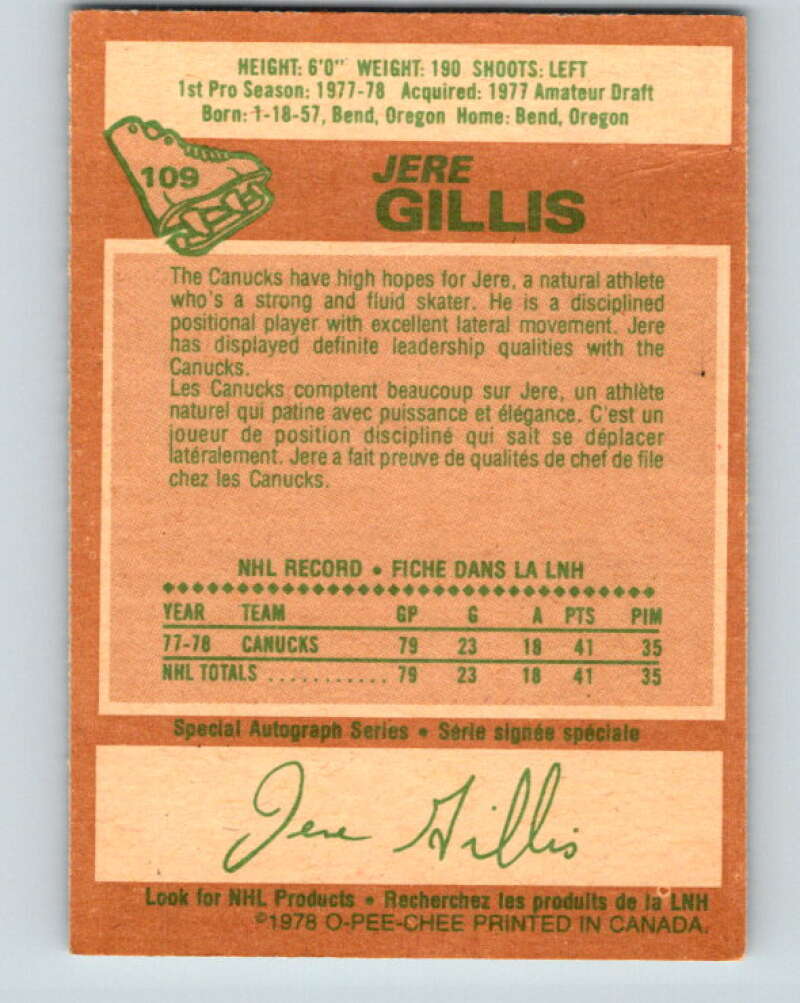 HEIGHT: 6'0" WEIGHT: 190 SHOOTS: LEFT
1st Pro Season: 1977-78 Acquired: 1977 Amateur Draft
Born: 1-18-57, Bend, Oregon Home: Bend, Oregon
109
JERE
GILLIS
The Canucks have high hopes for Jere, a natural athlete
who's a strong and fluid skater. He is a disciplined
positional player with excellent lateral movement. Jere
has displayed definite leadership qualities with the
Canucks.
Les Canucks comptent beaucoup sur Jere, un athlète
naturel qui patine avec puissance et élégance. C'est un
joueur de position discipliné qui sait se déplacer
latéralement. Jere a fait preuve de qualités de chef de file
chez les Canucks.
NHL RECORD • FICHE DANS LA LNH
YEAR TEAM GP G A PTS PIM
77-78 CANUCKS 79 23 18 41 35
NHL TOTALS ........... 79 23 18 41 35
Special Autograph Series • Série signée spéciale
Jere Gillis
Look for NHL Products • Recherchez les produits de la LNH
©1978 O-PEE-CHEE PRINTED IN CANADA.